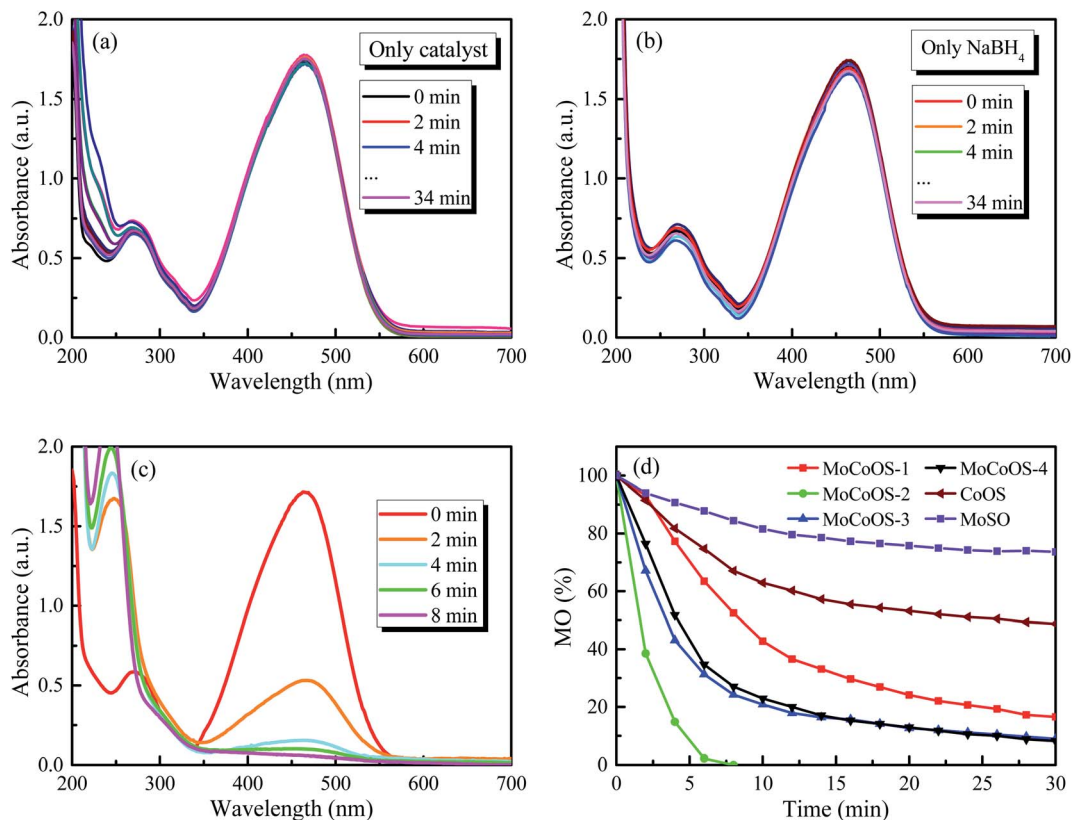 (a)
Only catalyst
0 min
2 min
4 min
...
34 min
2.0
1.5
1.0
0.5
0.0
200 300 400 500 600 700
Absorbance (a.u.)
Wavelength (nm)
(b)
Only NaBH4
0 min
2 min
4 min
...
34 min
2.0
1.5
1.0
0.5
0.0
200 300 400 500 600 700
Absorbance (a.u.)
Wavelength (nm)
(c)
0 min
2 min
4 min
6 min
8 min
2.0
1.5
1.0
0.5
0.0
200 300 400 500 600 700
Absorbance (a.u.)
Wavelength (nm)
(d)
MoCoOS-1 MoCoOS-4
MoCoOS-2 CoOS
MoCoOS-3 MoSO
100
80
60
40
20
0
0 5 10 15 20 25 30
MO (%)
Time (min)